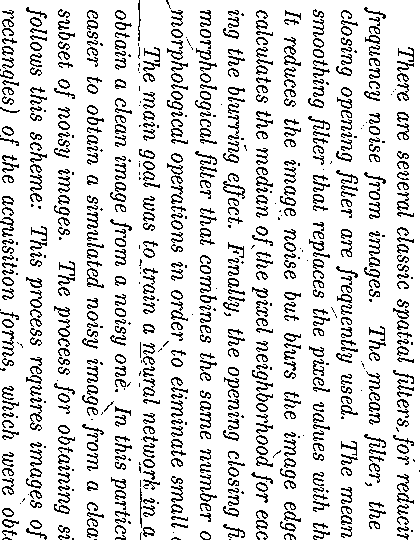 There are several classic spatial filters for reducin
frequency noise from images. The mean filter, the
closing opening filter are frequently used. The mean
smoothing filter that replaces the pixel values with th
It reduces the image noise but blurs the image edge
calculates the median of the pixel neighborhood for eac
ing the blurring effect. Finally, the opening closing fi
morphological filter that combines the same number o
morphological operations in order to eliminate small
The main goal was to train a neural network in a
obtain a clean image from a noisy one. In this partic
easier to obtain a simulated noisy image from a clea
subset of noisy images. The process for obtaining si
follows this scheme: This process requires images of
rectangles) of the acquisition forms, which were obt